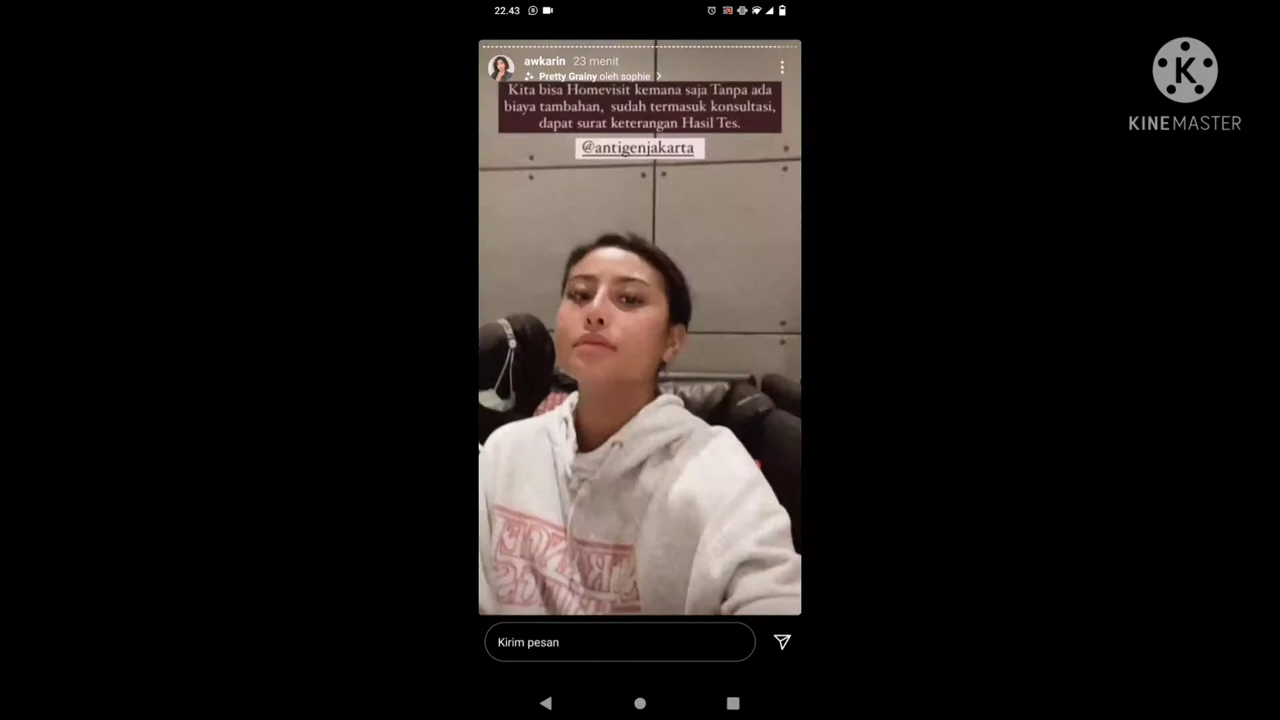 22.43
awkarin 23 menit
Pretty Grainy oleh sophie
Kita bisa Homevisit kemana saja Tanpa ada
biaya tambahan, sudah termasuk konsultasi,
dapat surat keterangan Hasil Tes.
@antigenjakarta
Kirim pesan
K
KINEMASTER